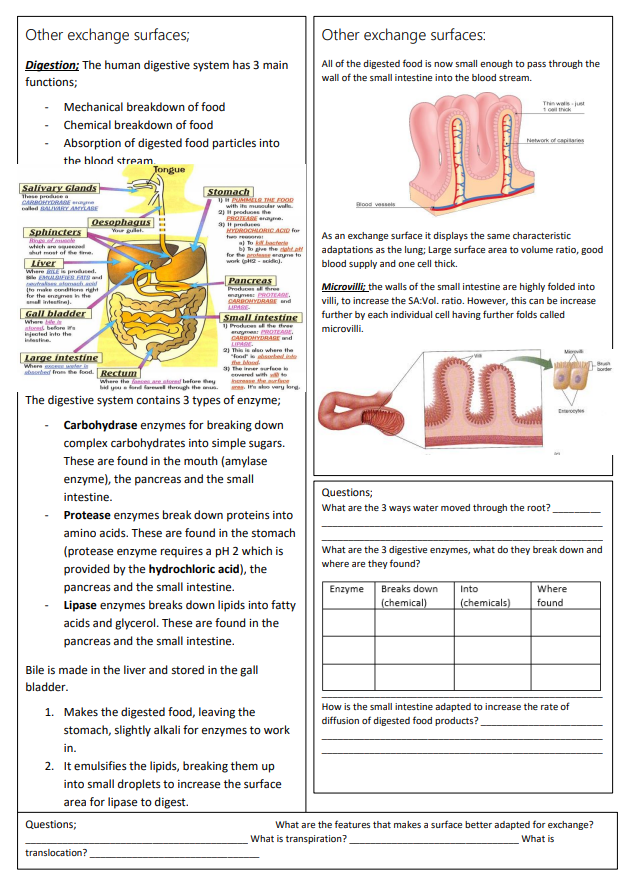 Other exchange surfaces;
Digestion; The human digestive system has 3 main
functions;
- Mechanical breakdown of food
- Chemical breakdown of food
- Absorption of digested food particles into
the blood stream.
Tongue
Salivary Glands
These produce a
CARBOHYDRASE enzyme
called SALIVARY AMYLASE
Oesophagus
Your gullet.
Sphincters
Rings of muscle
which are squeezed
shut most of the time.
Liver
Where BILE is produced.
Bile EMULSIFIES FATS and
neutralises stomach acid
(to make conditions right
for the enzymes in the
small intestine).
Gall bladder
Where bile is
stored, before it's
injected into the
intestine.
Large intestine
Where excess water is
absorbed from the food.
Rectum
Where the faeces are stored before they
bid you a fond farewell through the anus.
Stomach
1) It PUMMELS THE FOOD
with its muscular walls.
2) It produces the
PROTEASE enzyme.
3) It produces
HYDROCHLORIC ACID for
two reasons:
a) To kill bacteria
b) To give the right pH
for the protease enzyme to
work (pH2 - acidic).
Pancreas
Produces all three
enzymes: PROTEASE,
CARBOHYDRASE and
LIPASE.
Small intestine
1) Produces all the three
enzymes: PROTEASE,
CARBOHYDRASE and
LIPASE.
2) This is also where the
"food" is absorbed into
the blood.
3) The inner surface is
covered with villi to
increase the surface
area. It's also very long.
The digestive system contains 3 types of enzyme;
- Carbohydrase enzymes for breaking down
complex carbohydrates into simple sugars.
These are found in the mouth (amylase
enzyme), the pancreas and the small
intestine.
- Protease enzymes break down proteins into
amino acids. These are found in the stomach
(protease enzyme requires a pH 2 which is
provided by the hydrochloric acid), the
pancreas and the small intestine.
- Lipase enzymes breaks down lipids into fatty
acids and glycerol. These are found in the
pancreas and the small intestine.
Bile is made in the liver and stored in the gall
bladder.
1. Makes the digested food, leaving the
stomach, slightly alkali for enzymes to work
in.
2. It emulsifies the lipids, breaking them up
into small droplets to increase the surface
area for lipase to digest.
Other exchange surfaces:
All of the digested food is now small enough to pass through the
wall of the small intestine into the blood stream.
Thin walls - just
1 cell thick
Network of capillaries
Blood vessels
As an exchange surface it displays the same characteristic
adaptations as the lung; Large surface area to volume ratio, good
blood supply and one cell thick.
Microvilli; the walls of the small intestine are highly folded into
villi, to increase the SA:Vol. ratio. However, this can be increase
further by each individual cell having further folds called
microvilli.
Villi
Microvilli
Brush
border
Enterocytes
Questions;
What are the 3 ways water moved through the root? _________
What are the 3 digestive enzymes, what do they break down and
where are they found?
Enzyme Breaks down Into Where
(chemical) (chemicals) found
How is the small intestine adapted to increase the rate of
diffusion of digested food products? ______________________
Questions; What are the features that makes a surface better adapted for exchange?
________________________________________ What is transpiration? ______________________________ What is
translocation? ______________________________